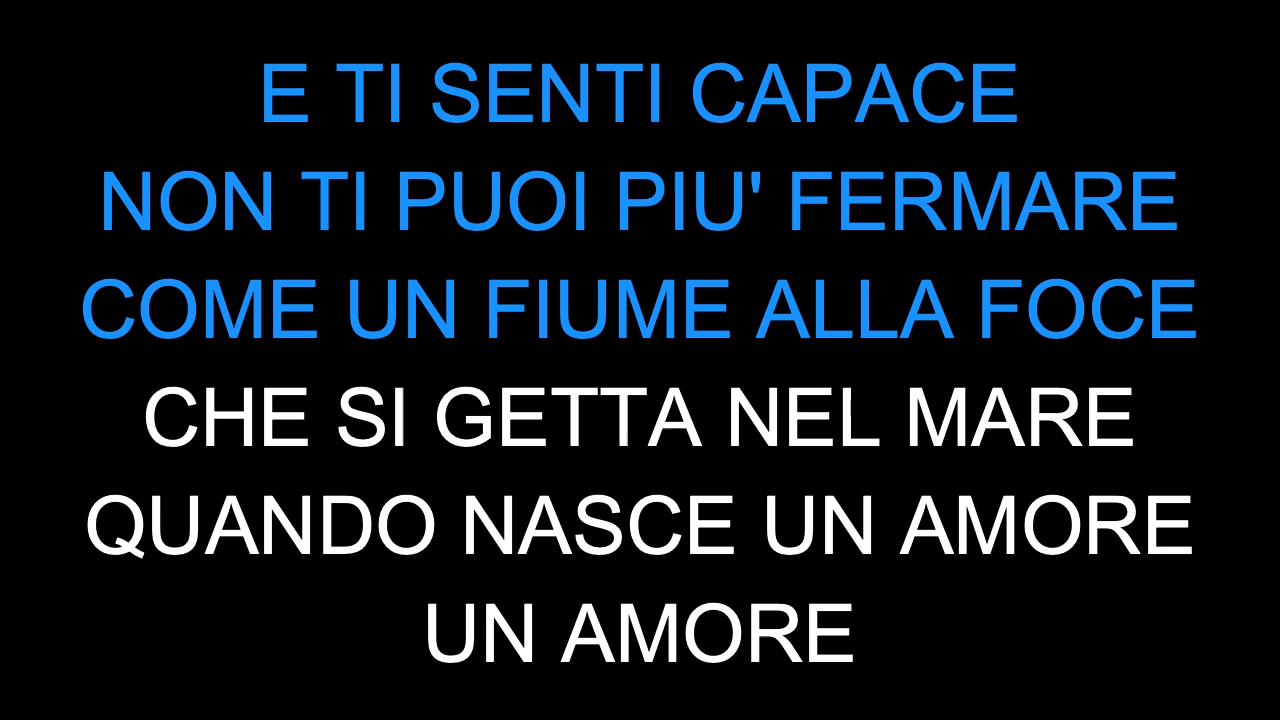 E TI SENTI CAPACE
NON TI PUOI PIU' FERMARE
COME UN FIUME ALLA FOCE
CHE SI GETTA NEL MARE
QUANDO NASCE UN AMORE
UN AMORE